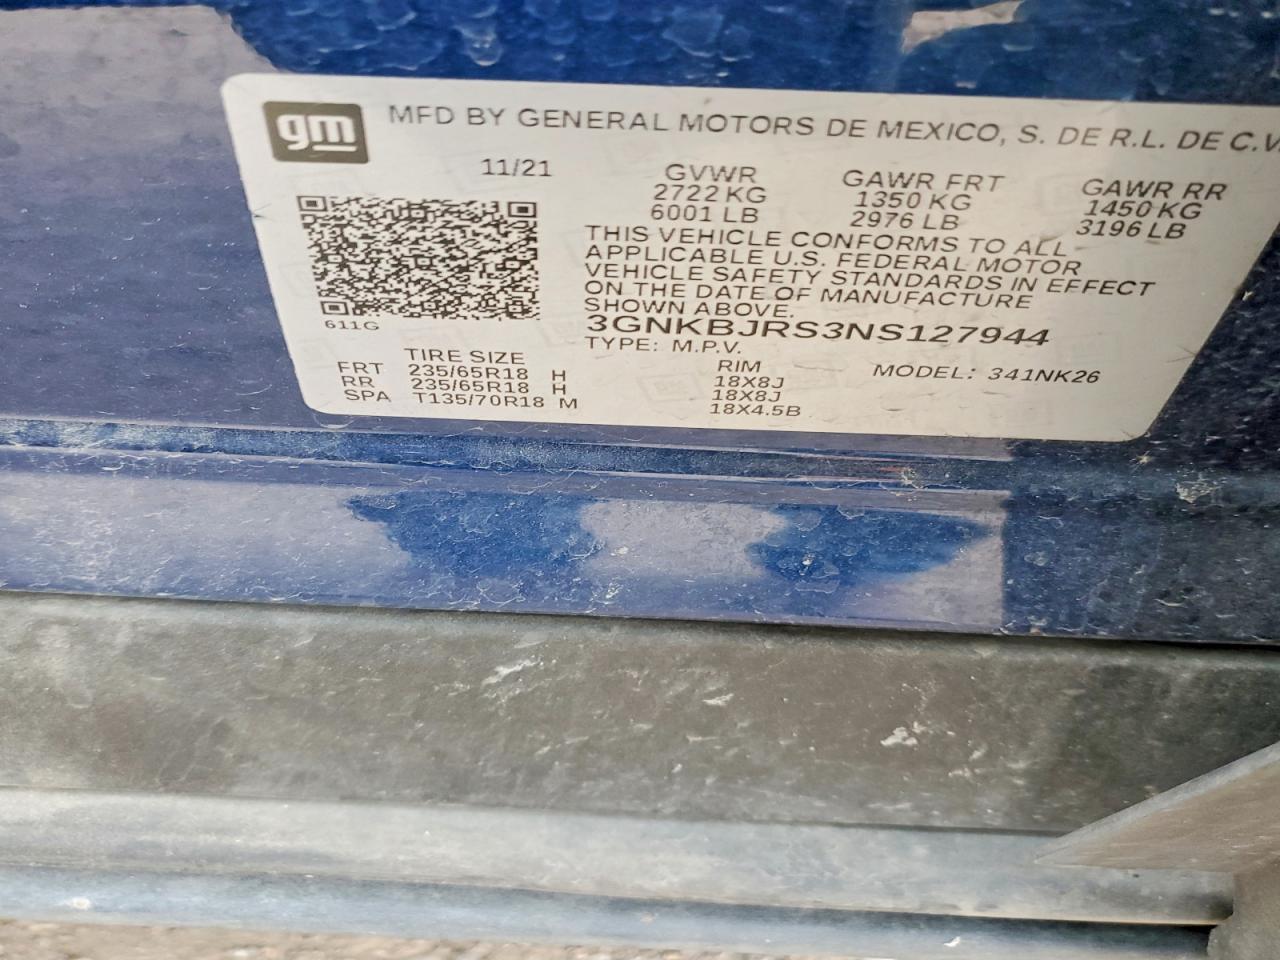 gm
MFD BY GENERAL MOTORS DE MEXICO, S. DE R.L. DE C.V.
11/21
GVWR GAWR FRT GAWR RR
2722 KG 1350 KG 1450 KG
6001 LB 2976 LB 3196 LB
THIS VEHICLE CONFORMS TO ALL
APPLICABLE U.S. FEDERAL MOTOR
VEHICLE SAFETY STANDARDS IN EFFECT
ON THE DATE OF MANUFACTURE
SHOWN ABOVE.
611G
3GNKBJRS3NS127944
TYPE: M.P.V.
TIRE SIZE RIM MODEL: 341NK26
FRT 235/65R18 H 18X8J
RR 235/65R18 H 18X8J
SPA T135/70R18 M 18X4.5B